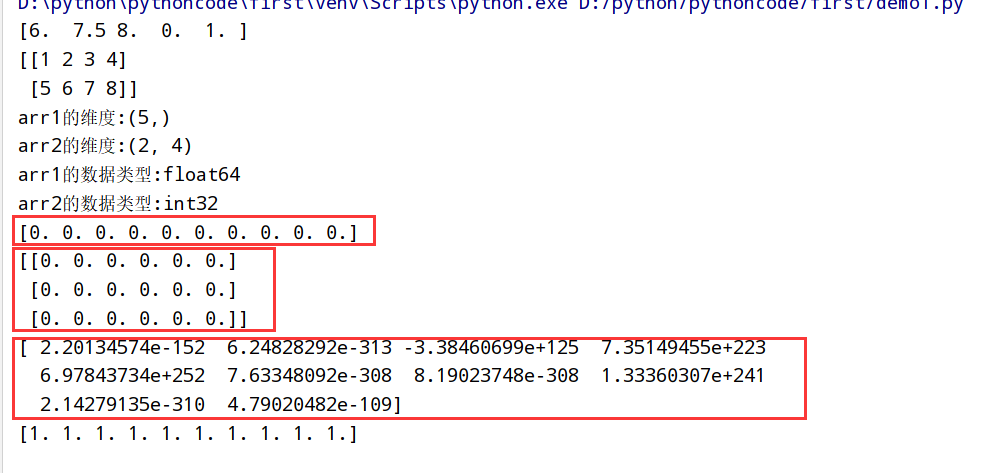 D:\python\pythoncode\first\venv\Scripts\python.exe D:/python/pythoncode/first/demo1.py
[6.  7.5 8.  0.  1. ]
[[1 2 3 4]
 [5 6 7 8]]
arr1的维度:(5,)
arr2的维度:(2, 4)
arr1的数据类型:float64
arr2的数据类型:int32
[0. 0. 0. 0. 0. 0. 0. 0. 0. 0.]
[[0. 0. 0. 0. 0. 0.]
 [0. 0. 0. 0. 0. 0.]
 [0. 0. 0. 0. 0. 0.]]
[ 2.20134574e-152  6.24828292e-313 -3.38460699e+125  7.35149455e+223
  6.97843734e+252  7.63348092e-308  8.19023748e-308  1.33360307e+241
  2.14279135e-310  4.79020482e-109]
[1. 1. 1. 1. 1. 1. 1. 1. 1. 1.]